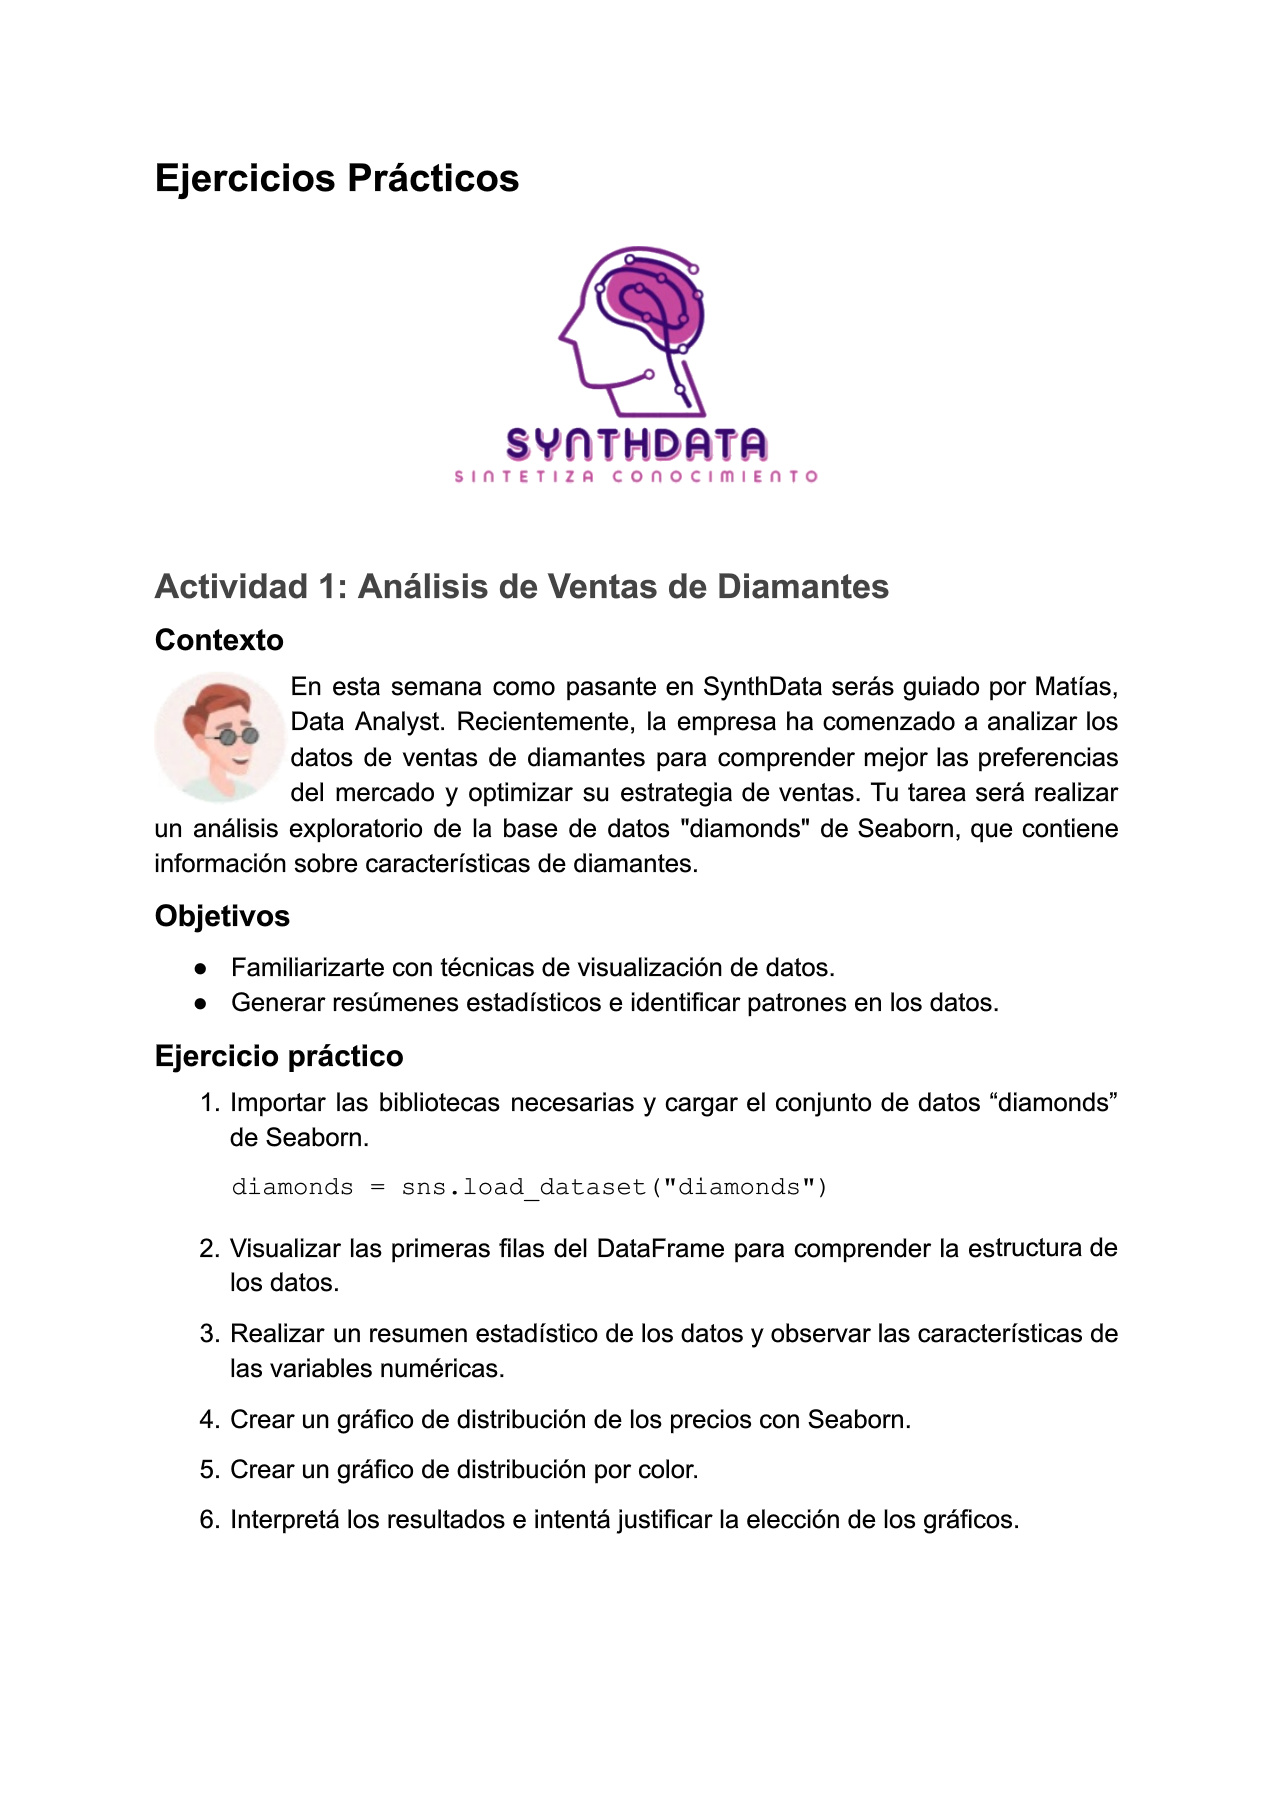 Ejercicios Prácticos
SYNTHDATA
SINTETIZA CONOCIMIENTO
Actividad 1: Análisis de Ventas de Diamantes
Contexto
En esta semana como pasante en SynthData serás guiado por Matías,
Data Analyst. Recientemente, la empresa ha comenzado a analizar los
datos de ventas de diamantes para comprender mejor las preferencias
del mercado y optimizar su estrategia de ventas. Tu tarea será realizar
un análisis exploratorio de la base de datos "diamonds" de Seaborn, que contiene
información sobre características de diamantes.
Objetivos
● Familiarizarte con técnicas de visualización de datos.
● Generar resúmenes estadísticos e identificar patrones en los datos.
Ejercicio práctico
1. Importar las bibliotecas necesarias y cargar el conjunto de datos “diamonds”
de Seaborn.
diamonds = sns.load_dataset("diamonds")
2. Visualizar las primeras filas del DataFrame para comprender la estructura de
los datos.
3. Realizar un resumen estadístico de los datos y observar las características de
las variables numéricas.
4. Crear un gráfico de distribución de los precios con Seaborn.
5. Crear un gráfico de distribución por color.
6. Interpretá los resultados e intentá justificar la elección de los gráficos.